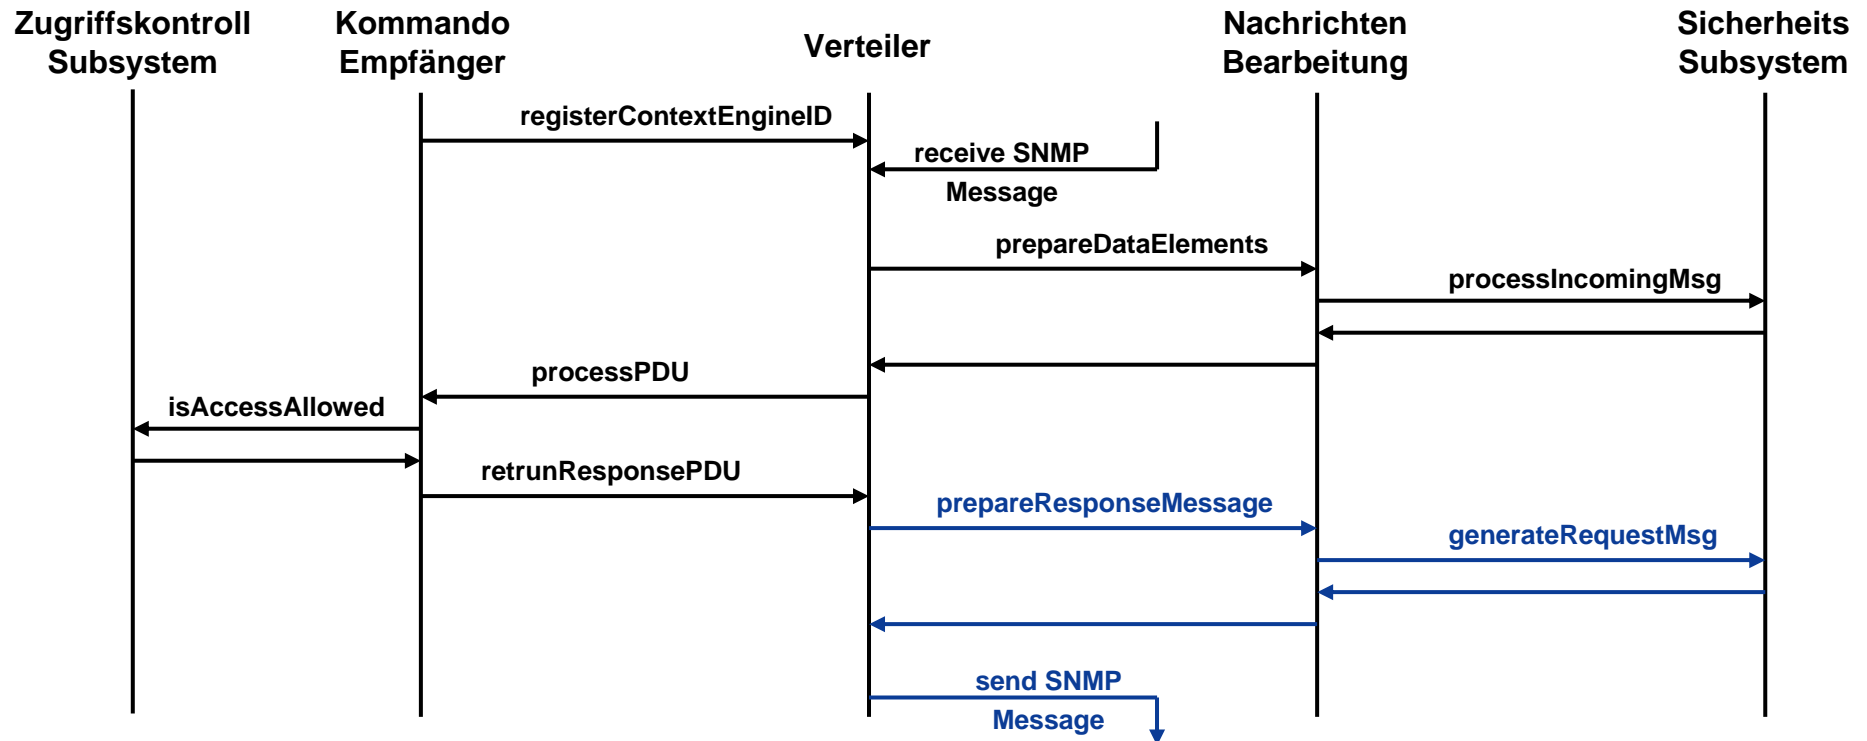 Zugriffskontroll
Subsystem
Kommando
Empfänger
Verteiler
Nachrichten
Bearbeitung
Sicherheits
Subsystem
registerContextEngineID
receive SNMP
Message
prepareDataElements
processIncomingMsg
processPDU
isAccessAllowed
retrunResponsePDU
prepareResponseMessage
generateRequestMsg
send SNMP
Message